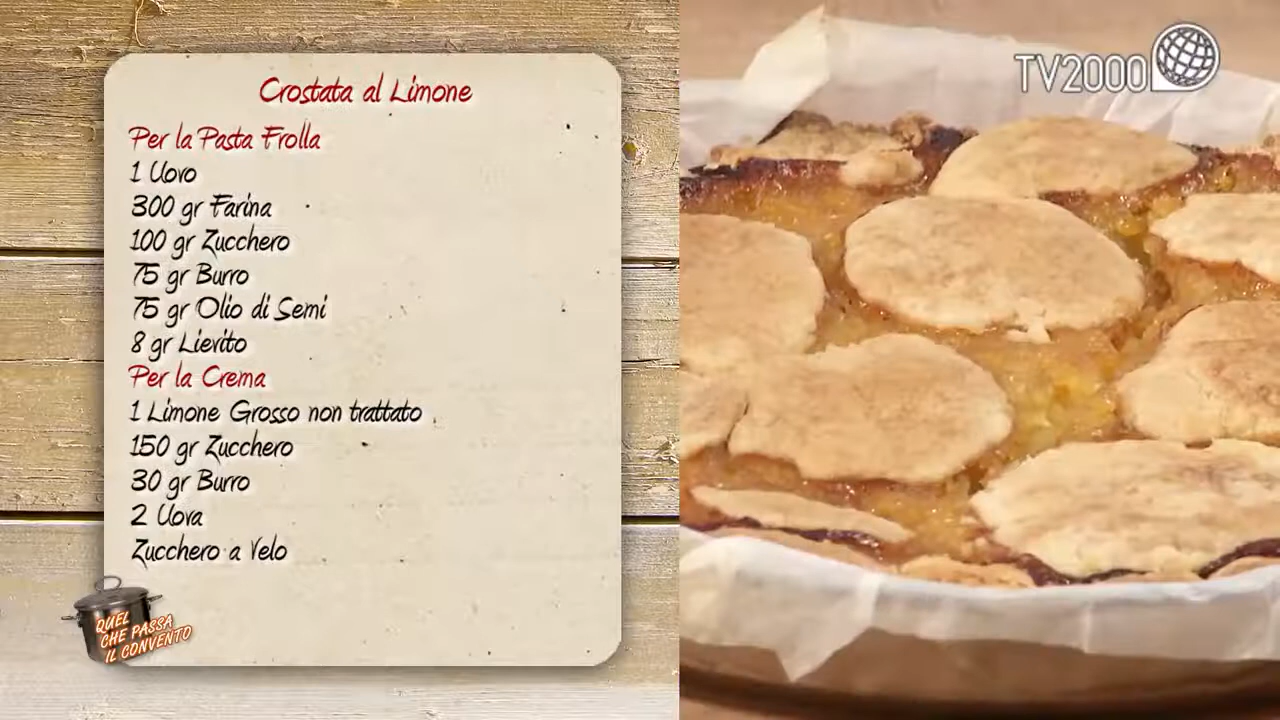 Crostata al Limone
Per la Pasta Frolla
1 Uovo
300 gr Farina
100 gr Zucchero
75 gr Burro
75 gr Olio di Semi
8 gr Lievito
Per la Crema
1 Limone Grosso non trattato
150 gr Zucchero
30 gr Burro
2 Uova
Zucchero a Velo
QUEL
CHE PASSA
IL CONVENTO
TV2000